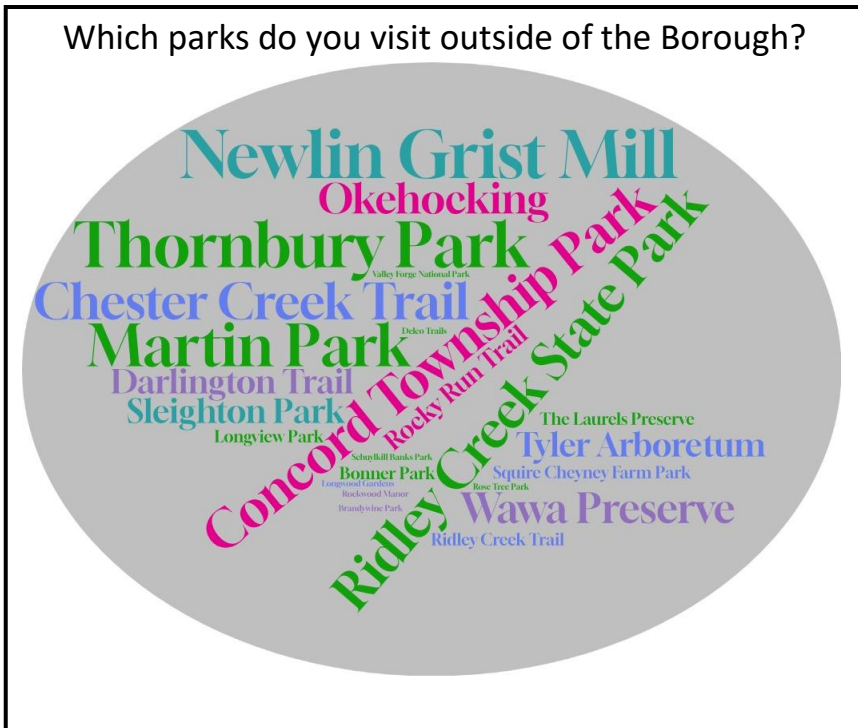 Which parks do you visit outside of the Borough?
Newlin Grist Mill
Okehocking
Thornbury Park
Valley Forge National Park
Chester Creek Trail
Martin Park
Delco Trails
Concord Township Park
Rocky Run Trail
Ridley Creek State Park
Darlington Trail
Sleighton Park
Longview Park
Schuylkill Banks Park
Bonner Park
Longwood Gardens
Rockwood Manor
Brandywine Park
The Laurels Preserve
Tyler Arboretum
Squire Cheyney Farm Park
Rose Tree Park
Wawa Preserve
Ridley Creek Trail